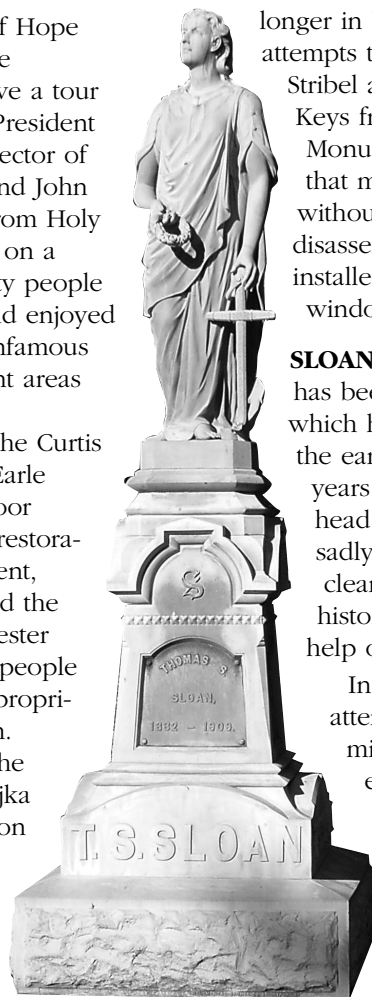 f Hope
e
ve a tour
President
ector of
nd John
rom Holy
on a
ty people
d enjoyed
nfamous
nt areas
he Curtis
Earle
oor
restora-
ent,
d the
ester
people
propri-
n.
he
jka
on
S
THOMAS S.
SLOAN,
T.S.SLOAN
longer in
attempts t
Stribel a
Keys fr
Monu
that m
withou
disasse
installe
windo
SLOAN
has bee
which h
the ear
years
head
sadly
clear
histo
help o
In
atte
mi
e